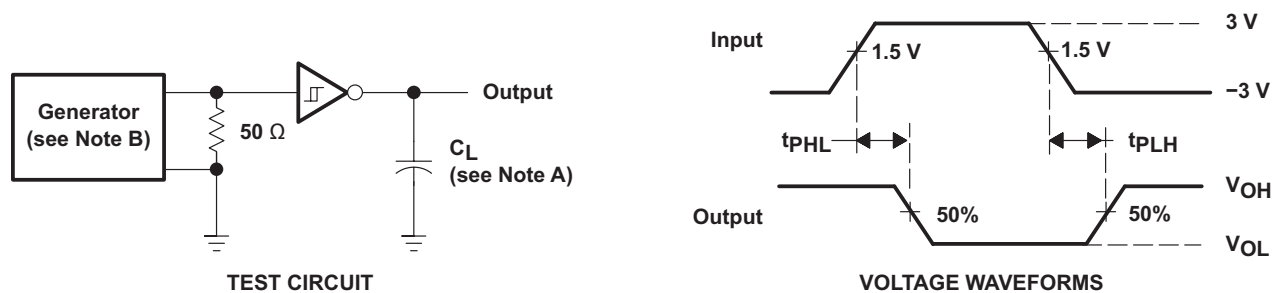 Generator
(see Note B)
50 Ω
Output
CL
(see Note A)
TEST CIRCUIT
Input
1.5 V
1.5 V
3 V
−3 V
tPHL
tPLH
Output
50%
50%
VOH
VOL
VOLTAGE WAVEFORMS